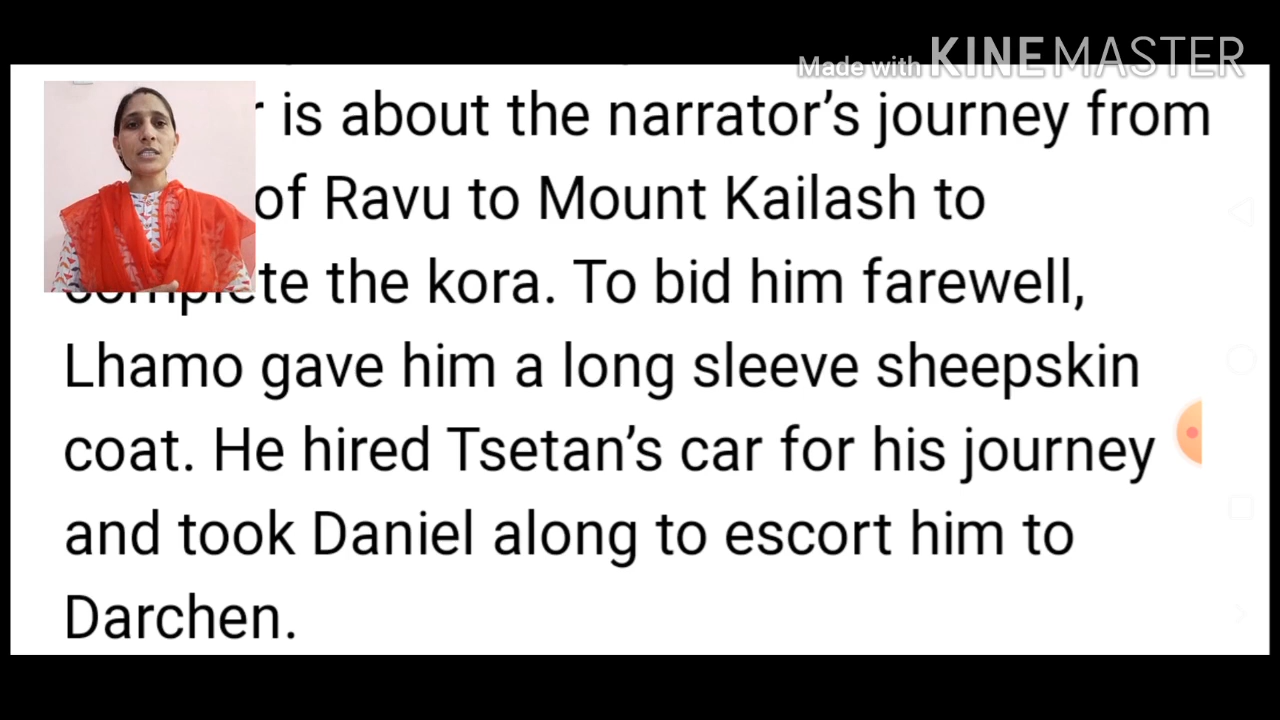 Made with KINEMASTER
r is about the narrator's journey from
of Ravu to Mount Kailash to
complete the kora. To bid him farewell,
Lhamo gave him a long sleeve sheepskin
coat. He hired Tsetan's car for his journey
and took Daniel along to escort him to
Darchen.